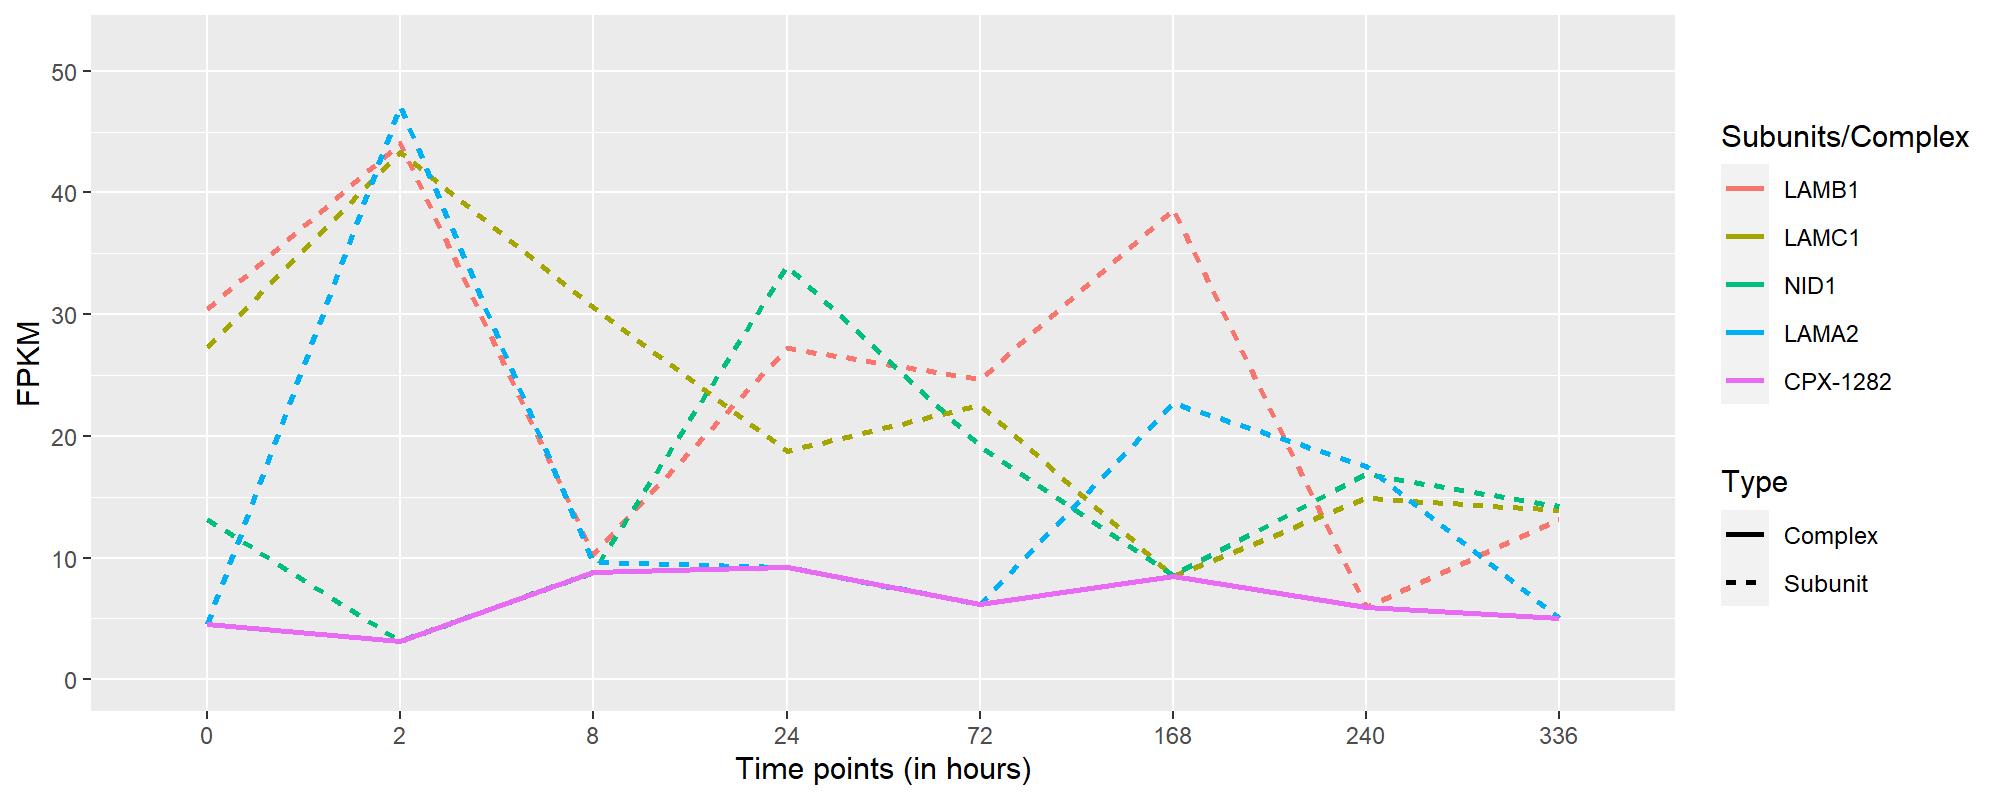 50
40
30
20
10
0
FPKM
0 2 8 24 72 168 240 336
Time points (in hours)
Subunits/Complex
LAMB1
LAMC1
NID1
LAMA2
CPX-1282
Type
Complex
Subunit